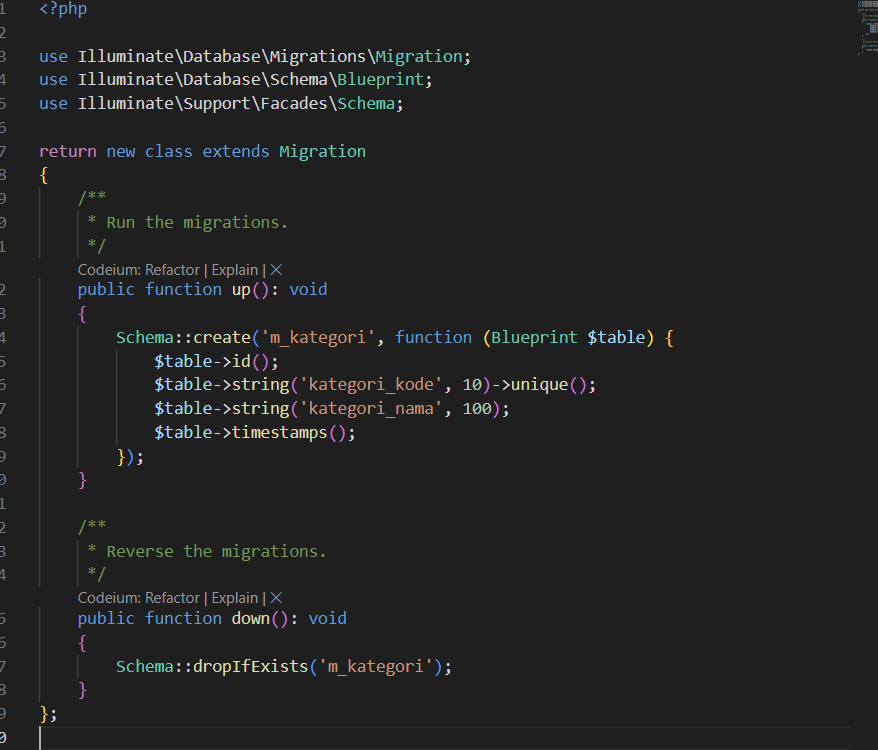 1 <?php
2
3 use Illuminate\Database\Migrations\Migration;
4 use Illuminate\Database\Schema\Blueprint;
5 use Illuminate\Support\Facades\Schema;
6
7 return new class extends Migration
8 {
9     /**
0      * Run the migrations.
1      */
Codeium: Refactor | Explain | ×
2     public function up(): void
3     {
4         Schema::create('m_kategori', function (Blueprint $table) {
5             $table->id();
6             $table->string('kategori_kode', 10)->unique();
7             $table->string('kategori_nama', 100);
8             $table->timestamps();
9         });
0     }
1
2     /**
3      * Reverse the migrations.
4      */
Codeium: Refactor | Explain | ×
5     public function down(): void
6     {
7         Schema::dropIfExists('m_kategori');
8     }
9 };
0